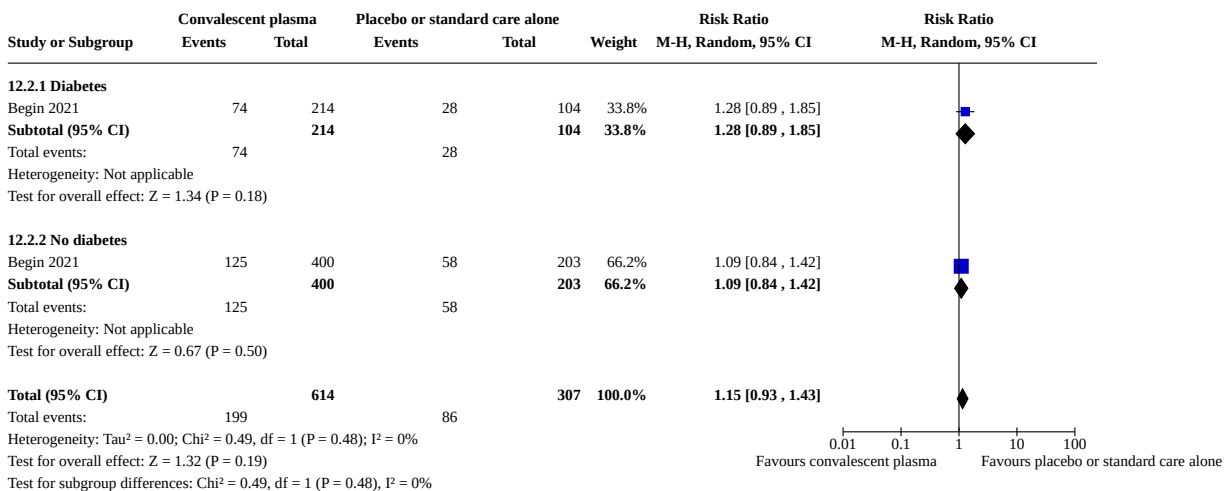 Convalescent plasma Placebo or standard care alone Risk Ratio Risk Ratio
Study or Subgroup Events Total Events Total Weight M-H, Random, 95% CI M-H, Random, 95% CI
12.2.1 Diabetes
Begin 2021 74 214 28 104 33.8% 1.28 [0.89 , 1.85]
Subtotal (95% CI) 214 104 33.8% 1.28 [0.89 , 1.85]
Total events: 74 28
Heterogeneity: Not applicable
Test for overall effect: Z = 1.34 (P = 0.18)
12.2.2 No diabetes
Begin 2021 125 400 58 203 66.2% 1.09 [0.84 , 1.42]
Subtotal (95% CI) 400 203 66.2% 1.09 [0.84 , 1.42]
Total events: 125 58
Heterogeneity: Not applicable
Test for overall effect: Z = 0.67 (P = 0.50)
Total (95% CI) 614 307 100.0% 1.15 [0.93 , 1.43]
Total events: 199 86
Heterogeneity: Tau² = 0.00; Chi² = 0.49, df = 1 (P = 0.48); I² = 0% 0.01 0.1 1 10 100
Test for overall effect: Z = 1.32 (P = 0.19) Favours convalescent plasma Favours placebo or standard care alone
Test for subgroup differences: Chi² = 0.49, df = 1 (P = 0.48), I² = 0%